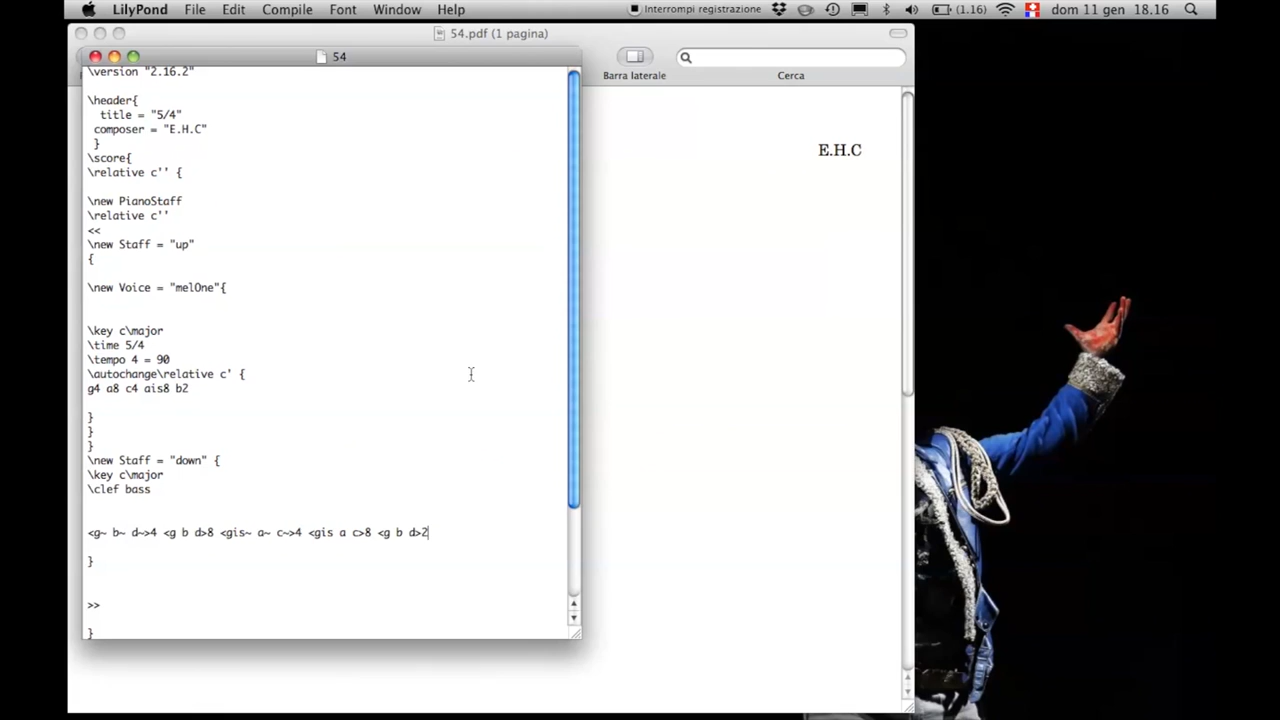 LilyPond File Edit Compile Font Window Help Interrompi registrazione (1.16) dom 11 gen 18.16
54.pdf (1 pagina)
54
Barra laterale Cerca
\version "2.16.2"
\header{
title = "5/4"
composer = "E.H.C"
}
\score{
\relative c'' {
\new PianoStaff
\relative c''
<<
\new Staff = "up"
{
\new Voice = "melOne"{
\key c\major
\time 5/4
\tempo 4 = 90
\autochange\relative c' {
g4 a8 c4 ais8 b2
}
}
}
\new Staff = "down" {
\key c\major
\clef bass
<g~ b~ d~>4 <g b d>8 <gis~ a~ c~>4 <gis a c>8 <g b d>2
}
>>
}
E.H.C